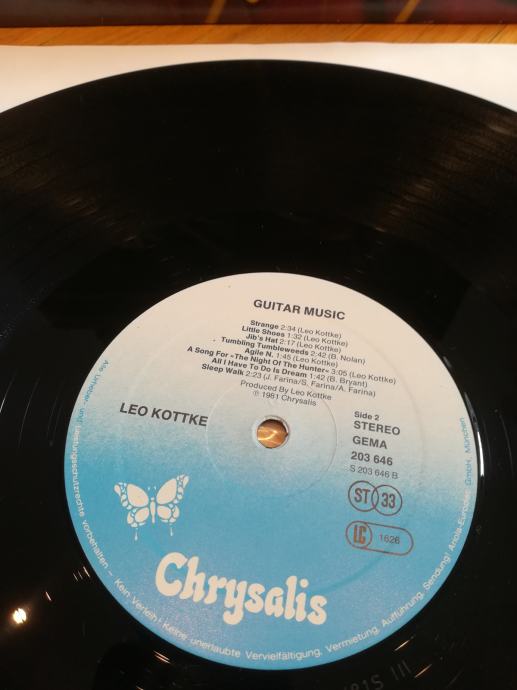 GUITAR MUSIC
Strange 2:34 (Leo Kottke)
Little Shoes 1:32 (Leo Kottke)
Jib's Hat 2:17 (Leo Kottke)
Tumbling Tumbleweeds 2:42 (B. Nolan)
Agile N. 1:45 (Leo Kottke)
A Song For »The Night Of The Hunter« 3:05 (Leo Kottke)
All I Have To Do Is Dream 1:42 (B. Bryant)
Sleep Walk 2:23 (J. Farina/S. Farina/A. Farina)
Produced By Leo Kottke
℗ 1981 Chrysalis
LEO KOTTKE
Side 2
STEREO
GEMA
203 646
S 203 646 B
ST 33
LC 1626
Chrysalis
Alle Urheber- und Leistungsschutzrechte vorbehalten – Kein Verleih! Keine unerlaubte Vervielfältigung, Vermietung, Aufführung, Sendung! Ariola-Eurodisc GmbH, München